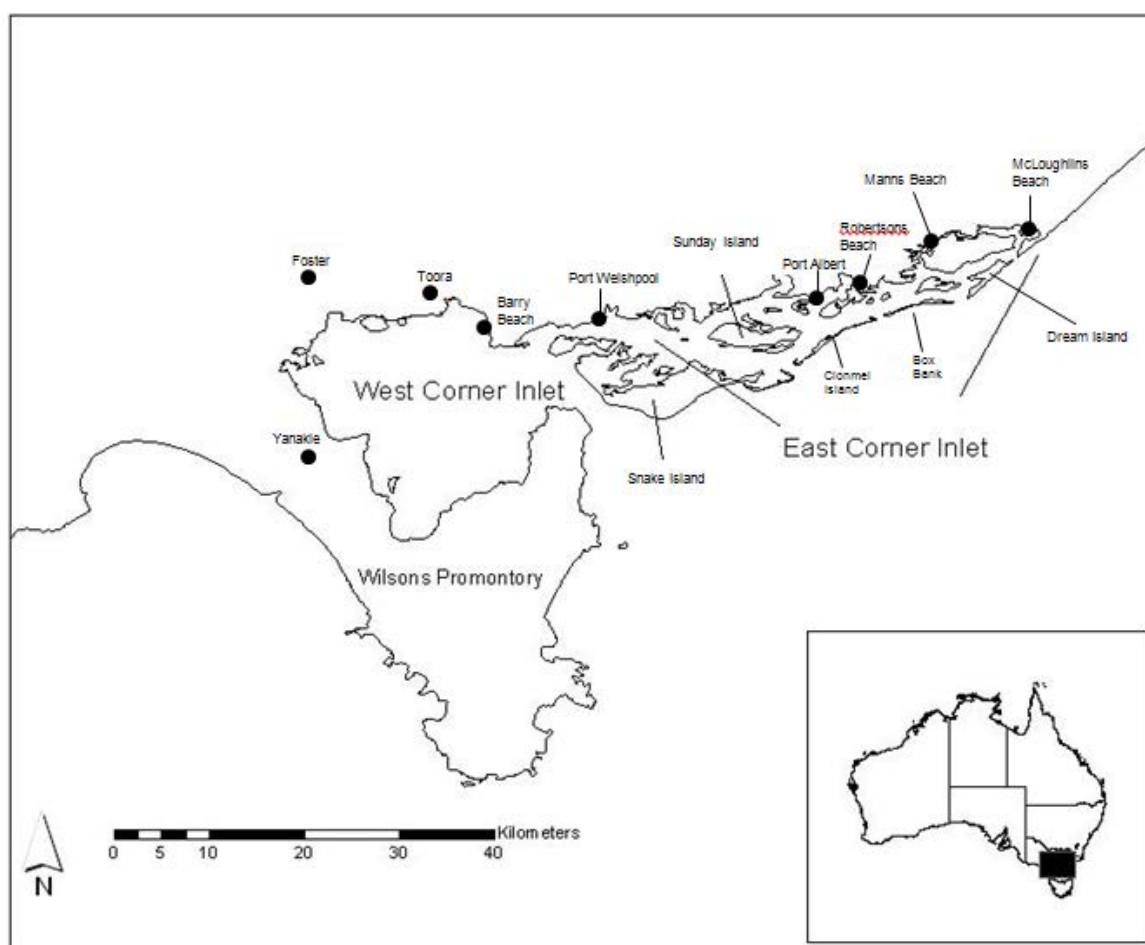 McLoughlins
Beach
Manns Beach
Robertsons
Beach
Sunday Island
Port Albert
Foster
Toora
Port Welshpool
Barry
Beach
Dream Island
Box
Bank
Clonmel
Island
West Corner Inlet
East Corner Inlet
Yanakie
Snake Island
Wilsons Promontory
Kilometers
0 5 10 20 30 40
N